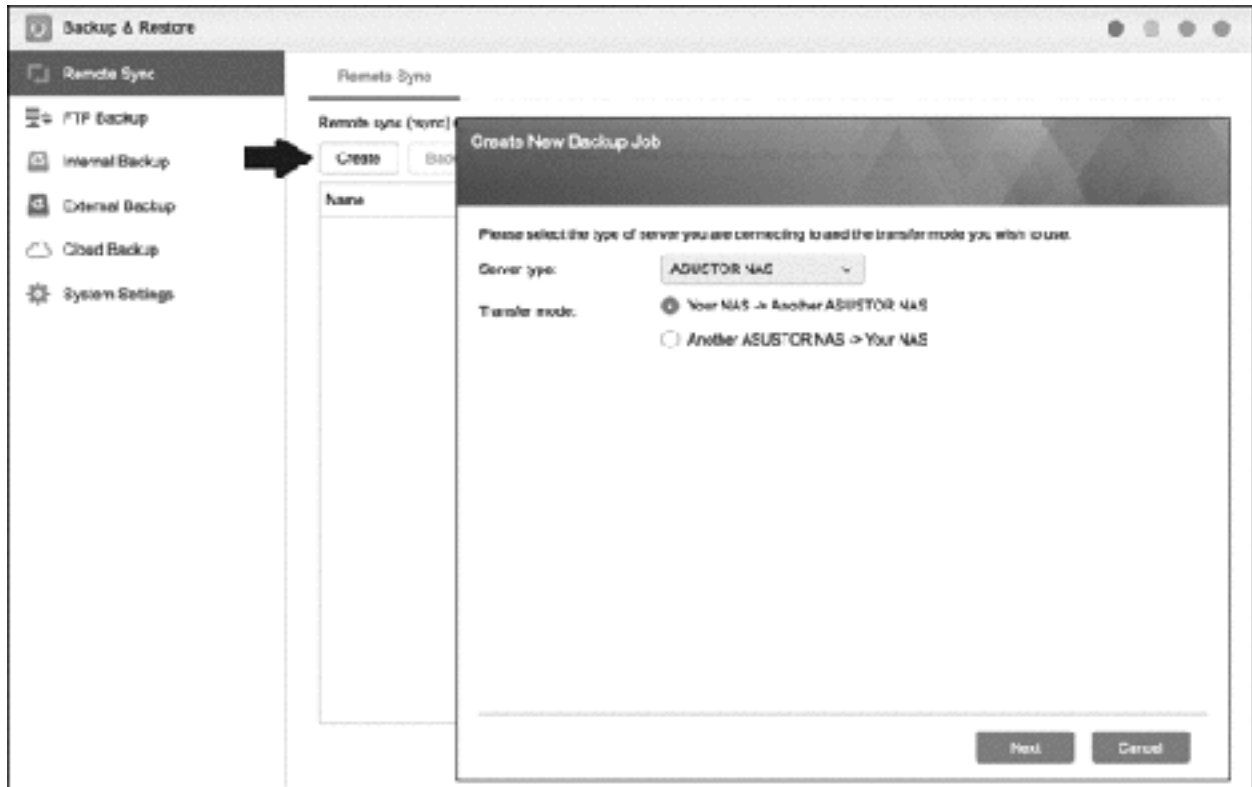 Backup & Restore
Remote Sync
FTP Backup
Internal Backup
External Backup
Cloud Backup
System Settings
Remote Sync
Remote sync (rsync)
Create
Name
Create New Backup Job
Please select the type of server you are connecting to and the transfer mode you wish to use.
Server type:
ASUSTOR NAS
Transfer mode:
Your NAS -> Another ASUSTOR NAS
Another ASUSTOR NAS -> Your NAS
Next
Cancel